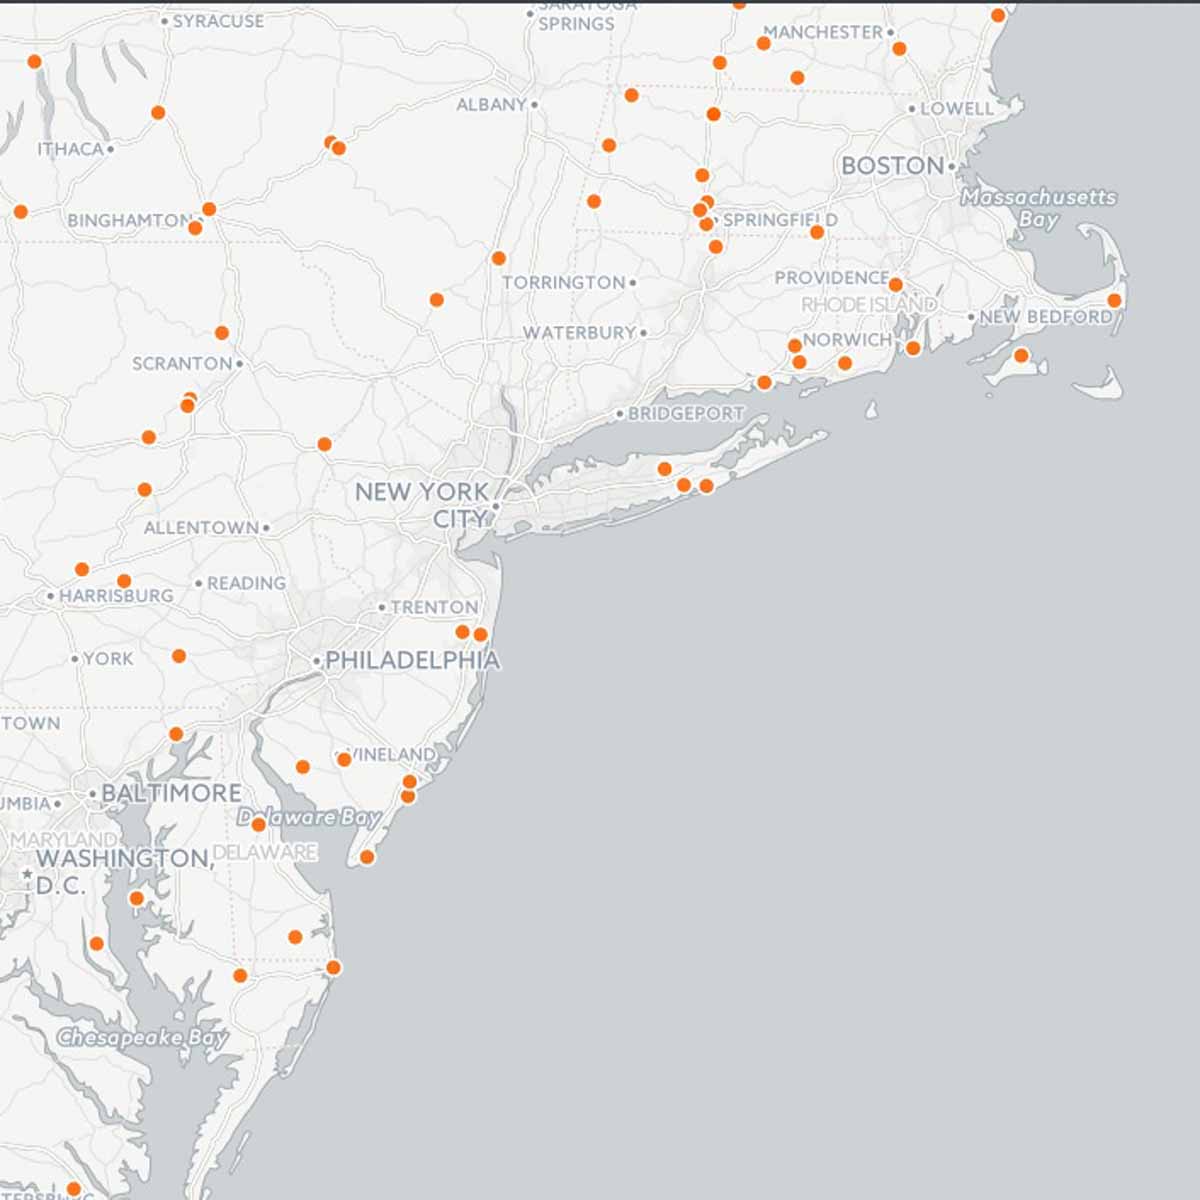 SARATOGA
SPRINGS
SYRACUSE
MANCHESTER
ALBANY
LOWELL
ITHACA
BOSTON
Massachusetts
Bay
BINGHAMTON
SPRINGFIELD
TORRINGTON
PROVIDENCE
RHODE ISLAND
NEW BEDFORD
WATERBURY
NORWICH
SCRANTON
BRIDGEPORT
NEW YORK
CITY
ALLENTOWN
READING
HARRISBURG
TRENTON
YORK
PHILADELPHIA
TOWN
VINELAND
BALTIMORE
UMBIA
Delaware Bay
MARYLAND
WASHINGTON,
D.C.
DELAWARE
Chesapeake Bay
TERSBURG